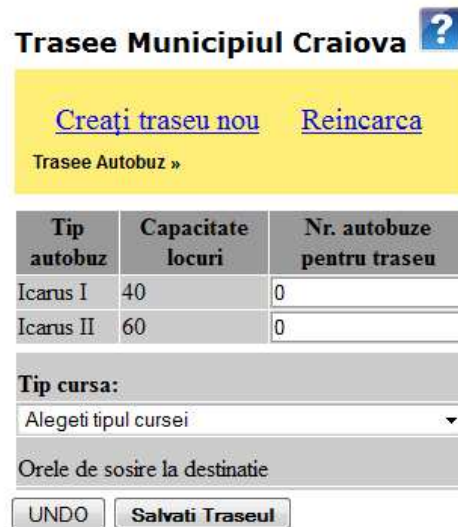 Trasee Municipiul Craiova ?
Creați traseu nou Reincarca
Trasee Autobuz »
Tip autobuz Capacitate locuri Nr. autobuze pentru traseu
Icarus I 40 0
Icarus II 60 0
Tip cursa:
Alegeti tipul cursei
Orele de sosire la destinatie
UNDO Salvati Traseul